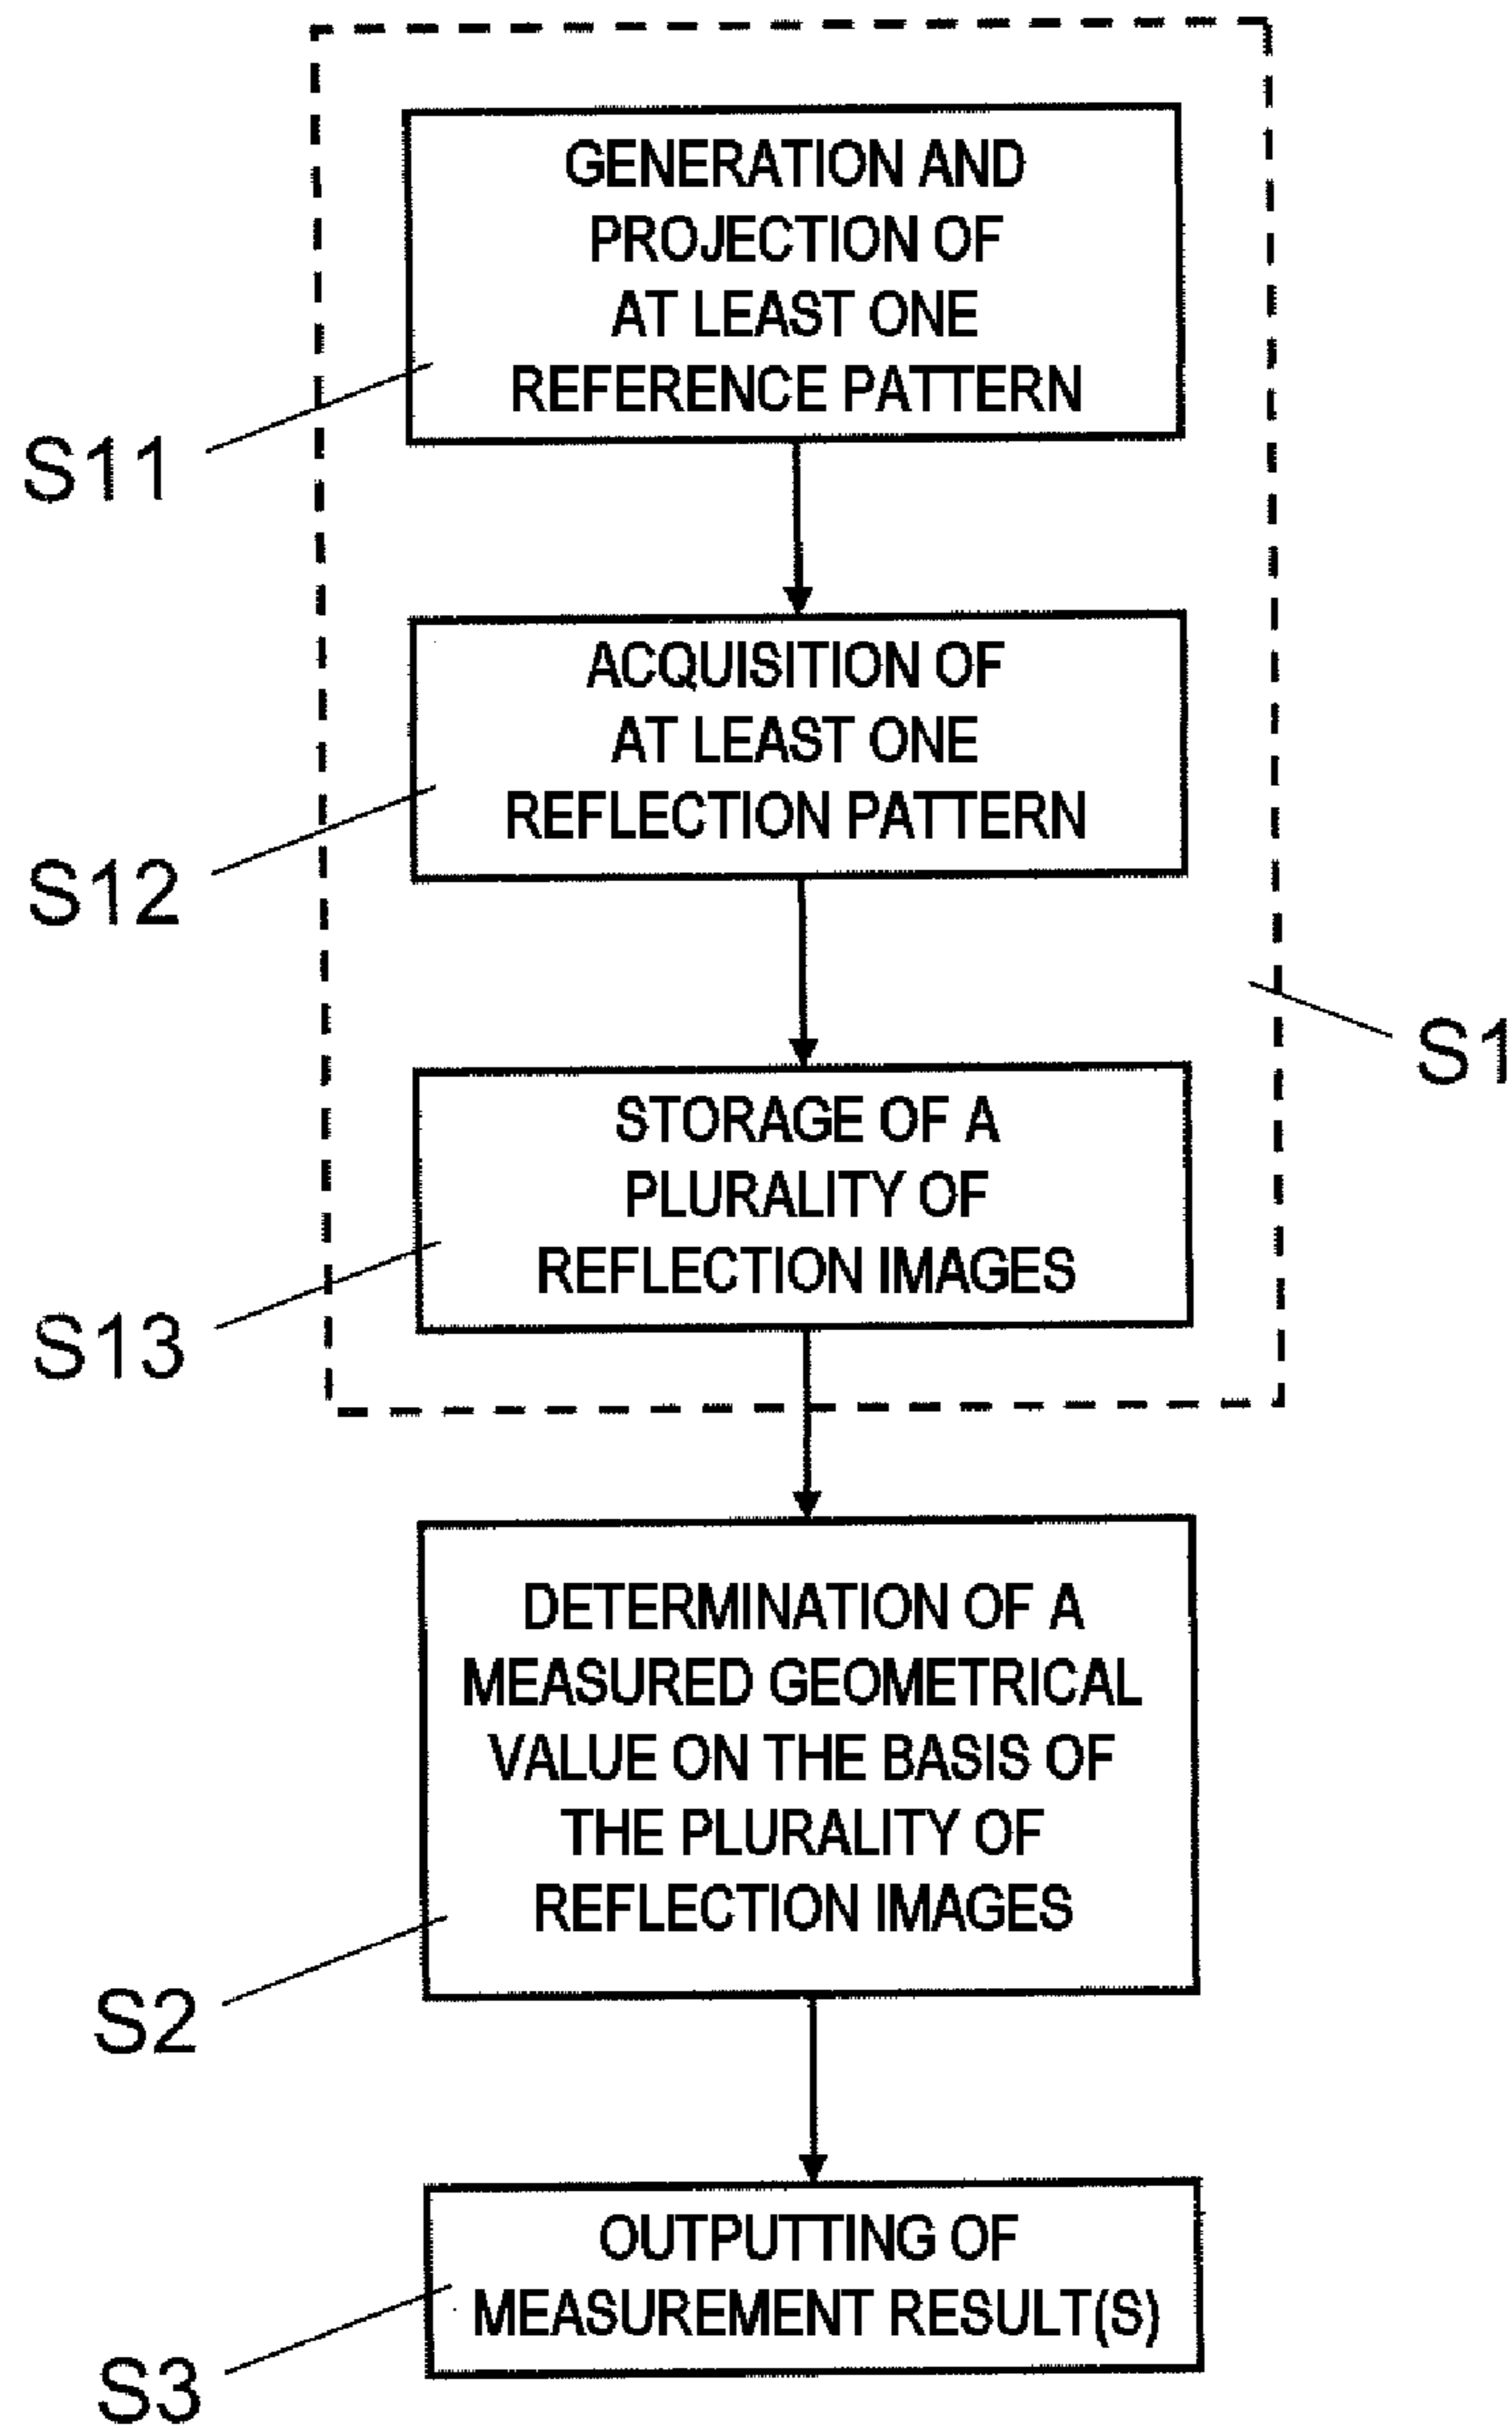 GENERATION AND
PROJECTION OF
AT LEAST ONE
REFERENCE PATTERN
S11
ACQUISITION OF
AT LEAST ONE
REFLECTION PATTERN
S12
S1
STORAGE OF A
PLURALITY OF
REFLECTION IMAGES
S13
DETERMINATION OF A
MEASURED GEOMETRICAL
VALUE ON THE BASIS OF
THE PLURALITY OF
REFLECTION IMAGES
S2
OUTPUTTING OF
MEASUREMENT RESULT(S)
S3